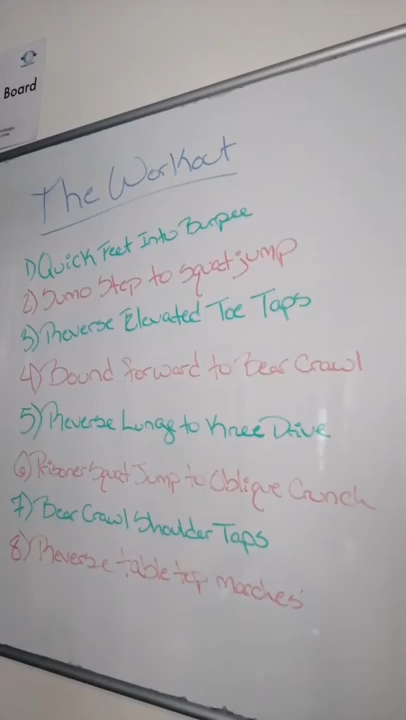 Board
The Workout
1) Quick Feet Into Burpee
2) Sumo Step to squat jump
3) Reverse Elevated Toe Taps
4) Bound forward to Bear Crawl
5) Reverse Lunge to Knee Drive
6) Prisoner Squat Jump to Oblique Crunch
7) Bear Crawl Shoulder Taps
8) Reverse table top marches